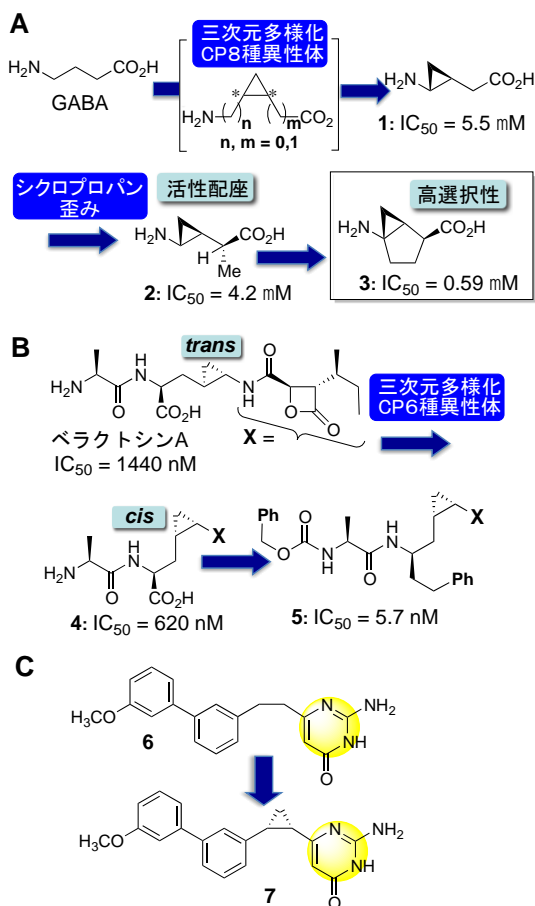 A
三次元多様化
CP8種異性体
H₂N CO₂H
GABA
* *
H₂N ( )n ( )m CO₂
n, m = 0,1
H₂N CO₂H
1: IC₅₀ = 5.5 mM
シクロプロパン
歪み
活性配座
H₂N CO₂H
H Me
2: IC₅₀ = 4.2 mM
高選択性
H₂N CO₂H
3: IC₅₀ = 0.59 mM
B
trans
H₂N O H N CO₂H N H O O O
X =
ベラクトシンA
IC₅₀ = 1440 nM
三次元多様化
CP6種異性体
cis
X
H₂N O H N CO₂H
4: IC₅₀ = 620 nM
Ph O O N H O H N X Ph
5: IC₅₀ = 5.7 nM
C
H₃CO N NH₂ NH O
6
H₃CO N NH₂ NH O
7